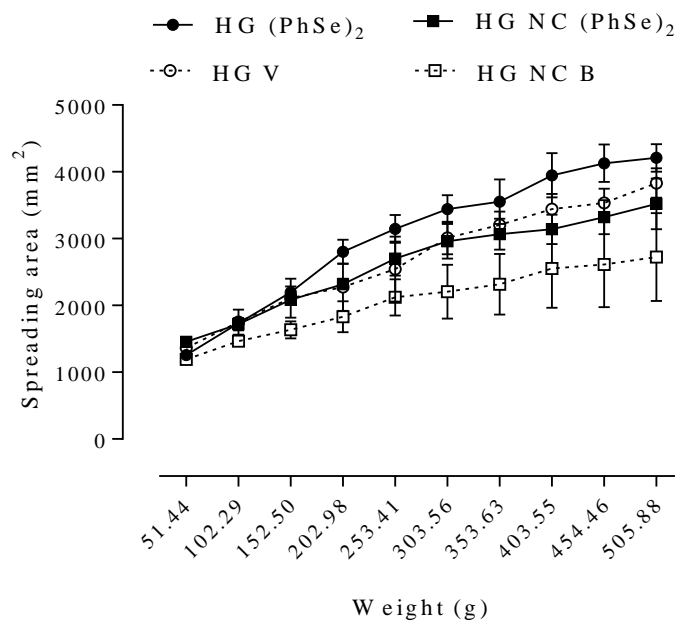 HG (PhSe)2 HG NC (PhSe)2
HG V HG NC B
5000
4000
3000
2000
1000
0
Spreading area (mm2)
51.44 102.29 152.50 202.98 253.41 303.56 353.63 403.55 454.46 505.88
Weight (g)